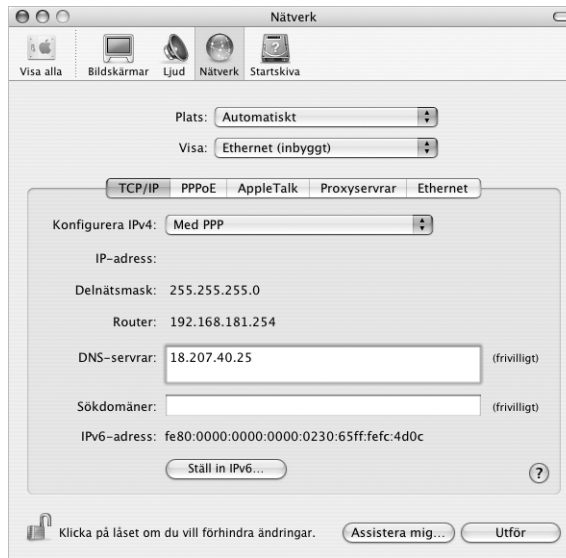 Nätverk
Visa alla Bildskärmar Ljud Nätverk Startskiva
Plats: Automatiskt
Visa: Ethernet (inbyggt)
TCP/IP PPPoE AppleTalk Proxyservrar Ethernet
Konfigurera IPv4: Med PPP
IP-adress:
Delnätsmask: 255.255.255.0
Router: 192.168.181.254
DNS-servrar: 18.207.40.25 (frivilligt)
Sökdomäner: (frivilligt)
IPv6-adress: fe80:0000:0000:0000:0230:65ff:fefc:4d0c
Ställ in IPv6... ?
Klicka på låset om du vill förhindra ändringar. Assistera mig... Utför